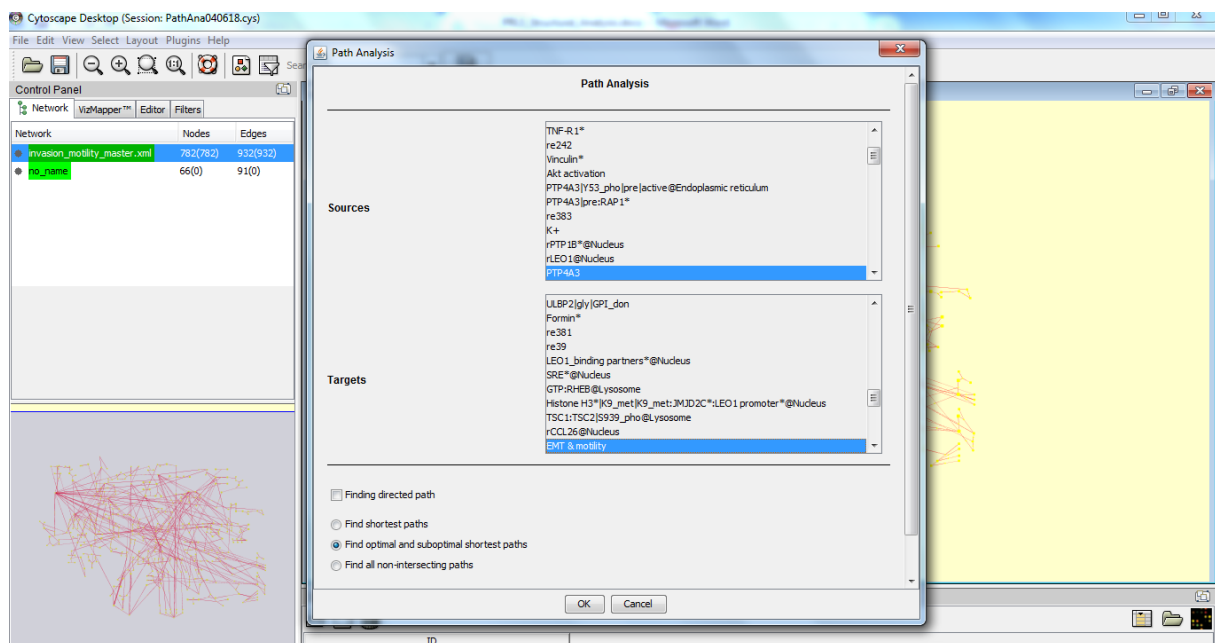 Cytoscape Desktop (Session: PathAna040618.cys)
File Edit View Select Layout Plugins Help
Control Panel
Network VizMapper™ Editor Filters
Network Nodes Edges
invasion_motility_master.xml 782(782) 932(932)
no_name 66(0) 91(0)
Path Analysis
Path Analysis
Sources
TNF-R1*
re242
Vinculin*
Akt activation
PTP4A3|Y53_pho|pre|active@Endoplasmic reticulum
PTP4A3|pre:RAP1*
re383
K+
rPTP1B*@Nucleus
rLEO1@Nucleus
PTP4A3
Targets
ULBP2|gly|GPI_don
Formin*
re381
re39
LEO1_binding partners*@Nucleus
SRE*@Nucleus
GTP:RHEB@Lysosome
Histone H3*|K9_met|K9_met:JMJD2C*:LEO1 promoter*@Nucleus
TSC1:TSC2|S939_pho@Lysosome
rCCL26@Nucleus
EMT & motility
Finding directed path
Find shortest paths
Find optimal and suboptimal shortest paths
Find all non-intersecting paths
OK Cancel
ID